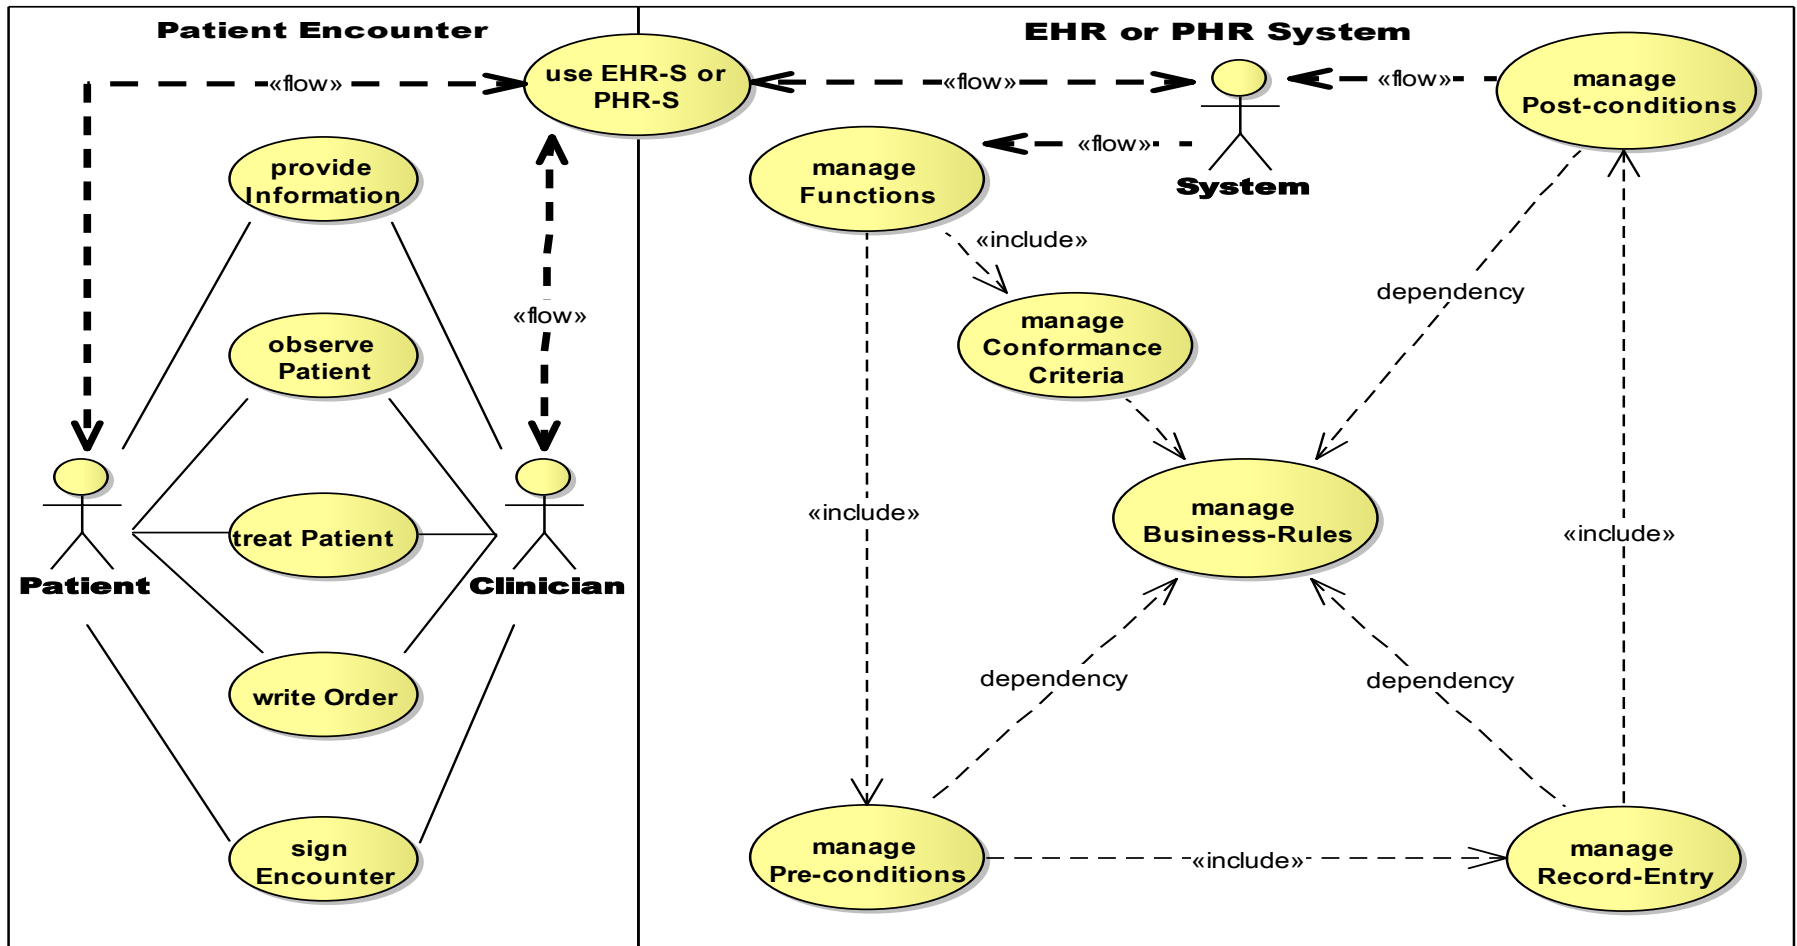 Patient Encounter
EHR or PHR System
use EHR-S or
PHR-S
«flow»
«flow»
«flow»
manage
Post-conditions
provide
Information
manage
Functions
«flow»
System
«include»
observe
Patient
«flow»
manage
Conformance
Criteria
dependency
treat Patient
Patient
Clinician
«include»
manage
Business-Rules
«include»
write Order
dependency
dependency
sign
Encounter
manage
Pre-conditions
«include»
manage
Record-Entry